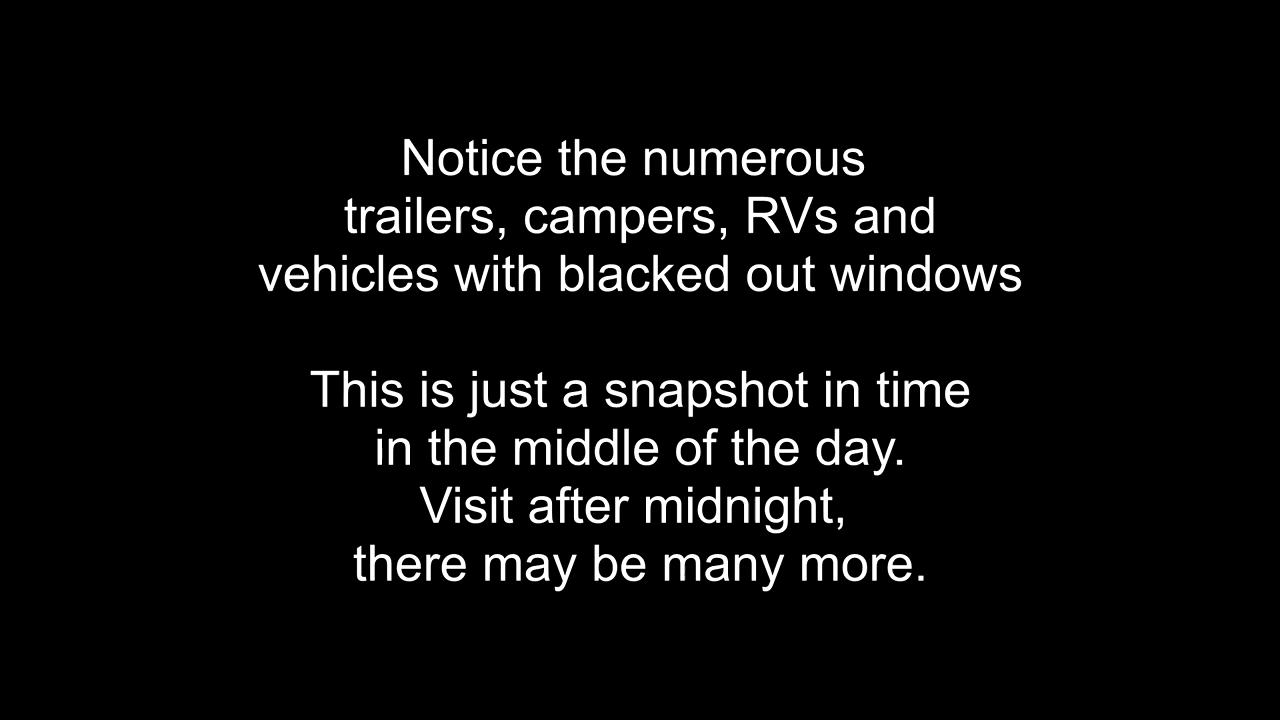 Notice the numerous
trailers, campers, RVs and
vehicles with blacked out windows
This is just a snapshot in time
in the middle of the day.
Visit after midnight,
there may be many more.